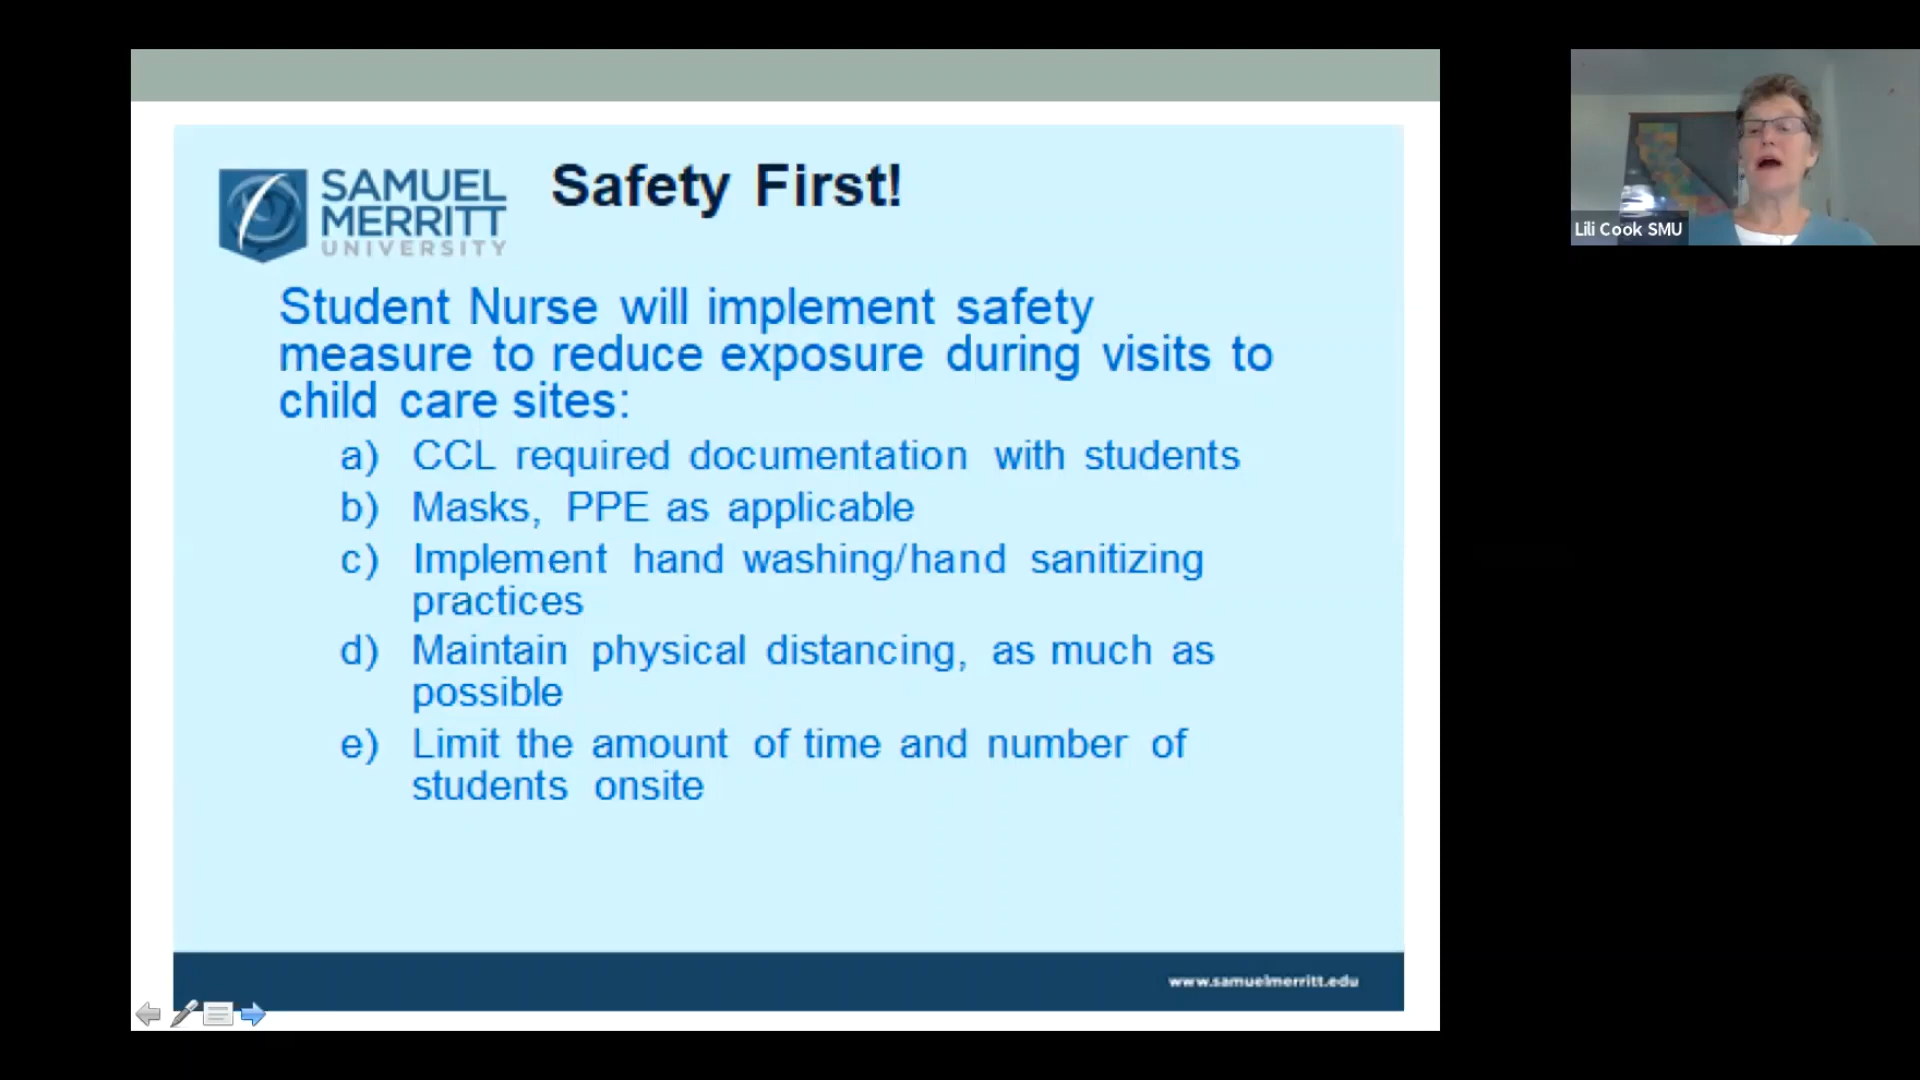 SAMUEL
MERRITT
UNIVERSITY
Safety First!
Student Nurse will implement safety
measure to reduce exposure during visits to
child care sites:
a) CCL required documentation with students
b) Masks, PPE as applicable
c) Implement hand washing/hand sanitizing
practices
d) Maintain physical distancing, as much as
possible
e) Limit the amount of time and number of
students onsite
www.samuelmerritt.edu
Lili Cook SMU